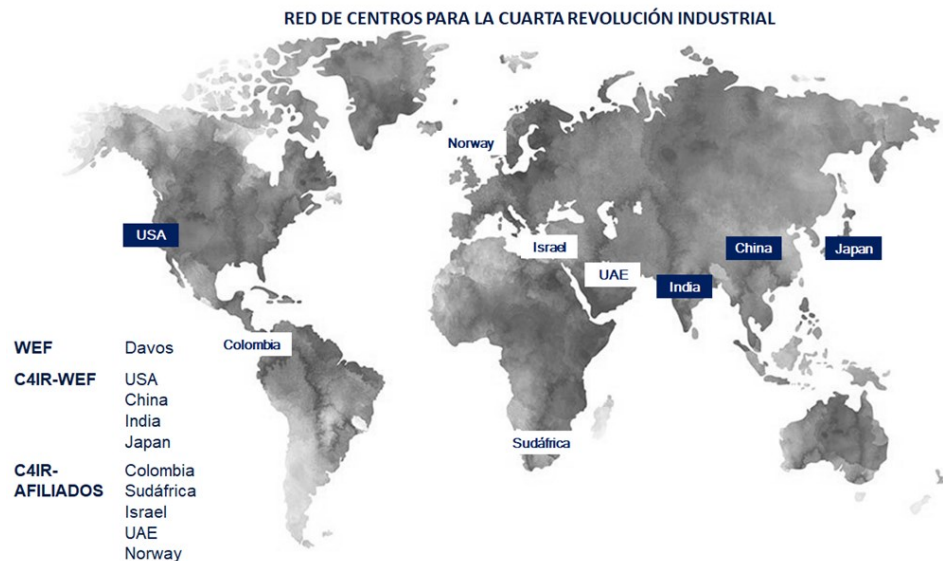 RED DE CENTROS PARA LA CUARTA REVOLUCIÓN INDUSTRIAL
Norway
USA
Israel
China
Japan
UAE
India
Colombia
Sudáfrica
WEF Davos
C4IR-WEF USA
China
India
Japan
C4IR- Colombia
AFILIADOS Sudáfrica
Israel
UAE
Norway